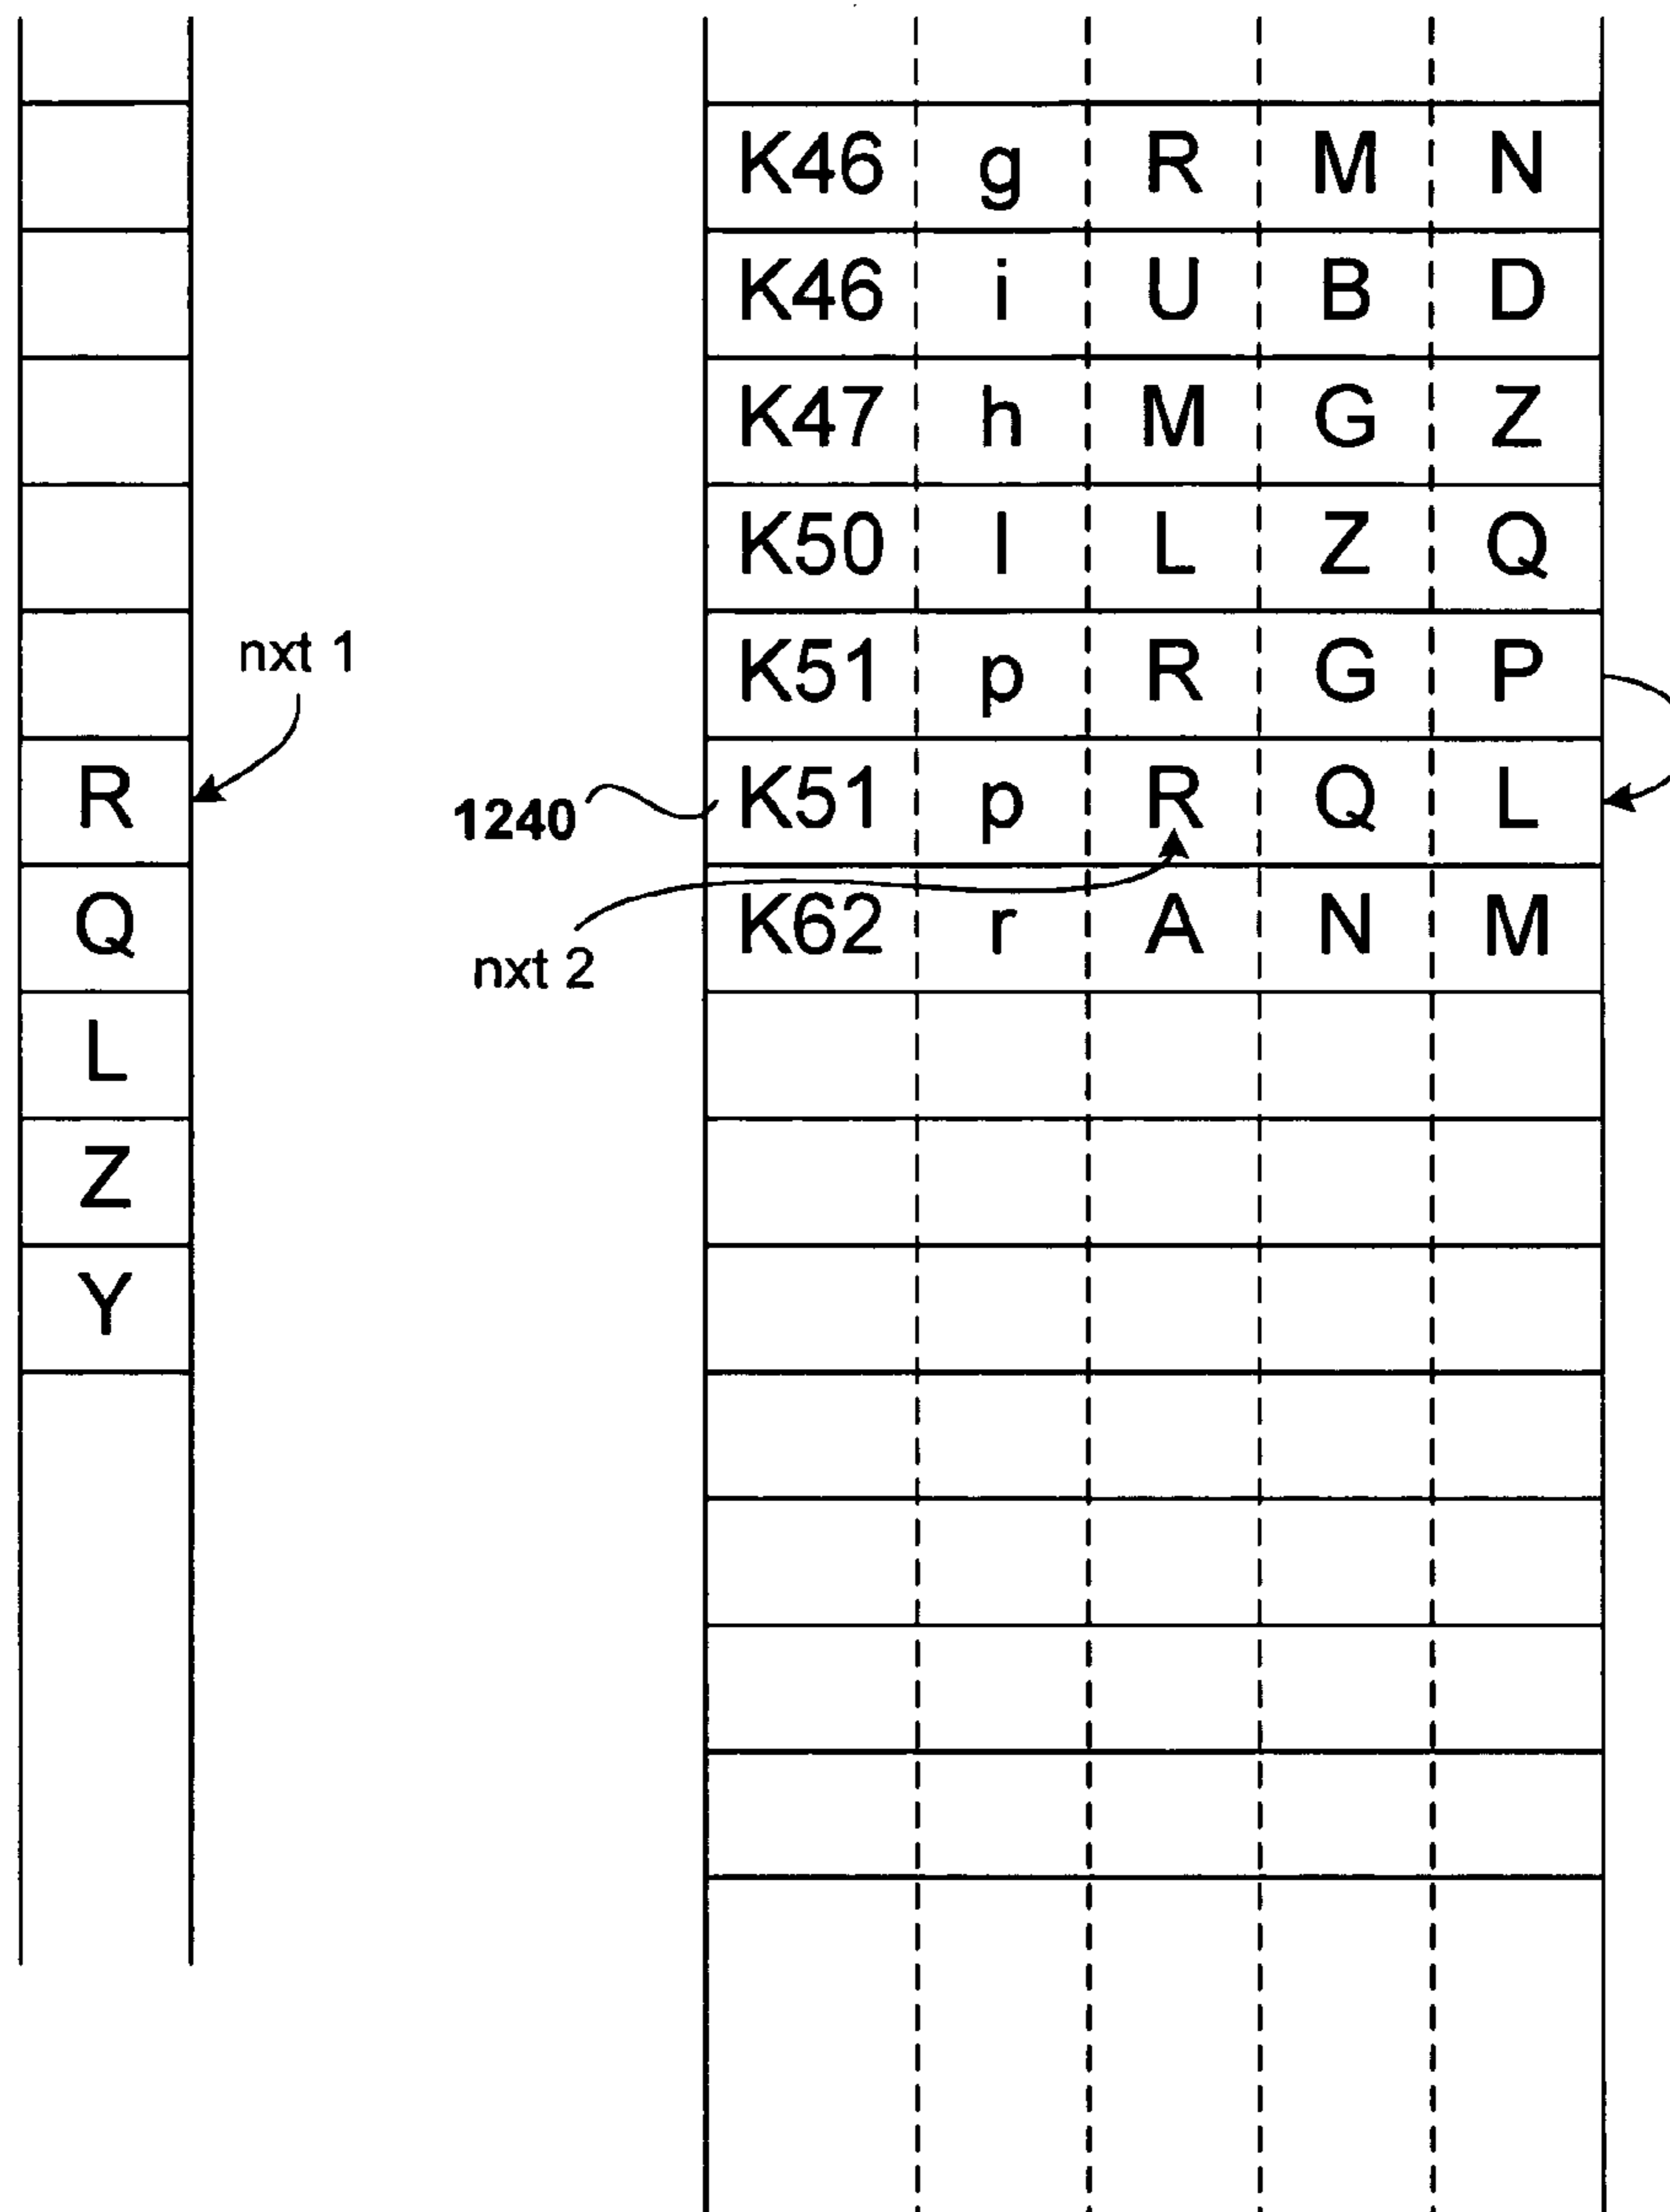 K46 g R M N
K46 i U B D
K47 h M G Z
K50 l L Z Q
nxt 1
K51 p R G P
R
1240
K51 p R Q L
Q
nxt 2
K62 r A N M
L
Z
Y